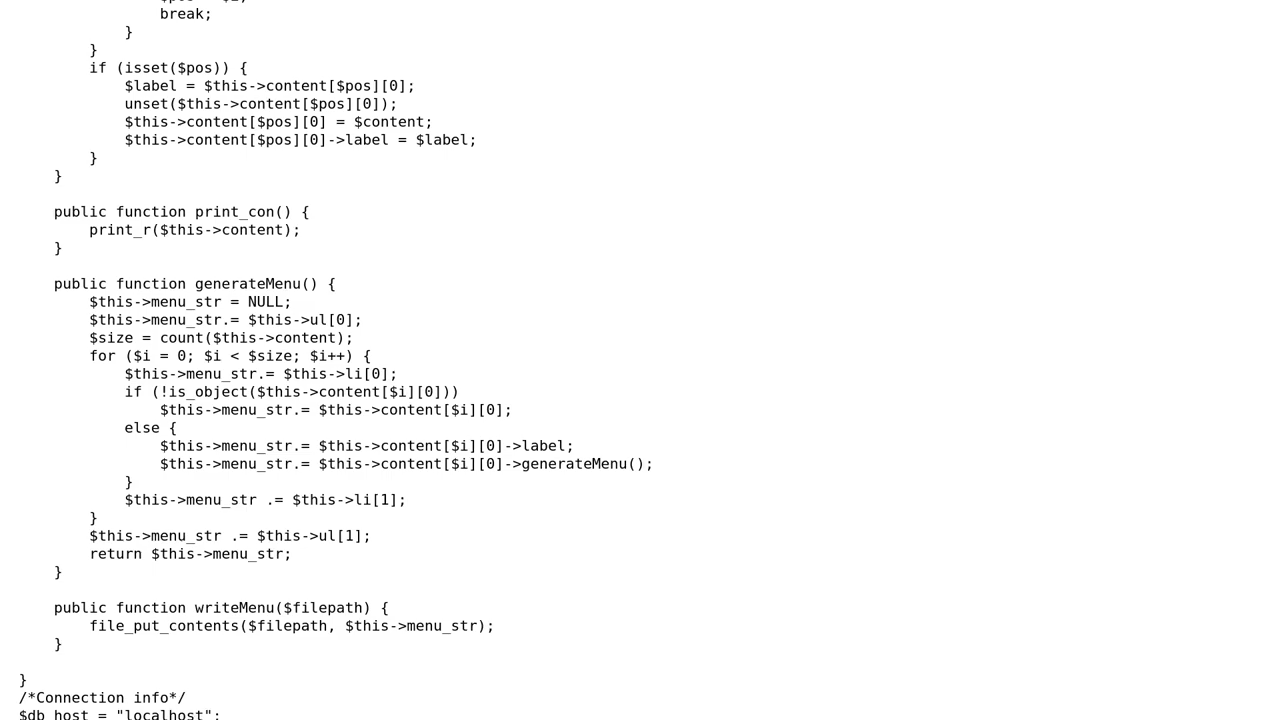 break;
}
}
if (isset($pos)) {
$label = $this->content[$pos][0];
unset($this->content[$pos][0]);
$this->content[$pos][0] = $content;
$this->content[$pos][0]->label = $label;
}
}
public function print_con() {
print_r($this->content);
}
public function generateMenu() {
$this->menu_str = NULL;
$this->menu_str.= $this->ul[0];
$size = count($this->content);
for ($i = 0; $i < $size; $i++) {
$this->menu_str.= $this->li[0];
if (!is_object($this->content[$i][0]))
$this->menu_str.= $this->content[$i][0];
else {
$this->menu_str.= $this->content[$i][0]->label;
$this->menu_str.= $this->content[$i][0]->generateMenu();
}
$this->menu_str .= $this->li[1];
}
$this->menu_str .= $this->ul[1];
return $this->menu_str;
}
public function writeMenu($filepath) {
file_put_contents($filepath, $this->menu_str);
}
}
/*Connection info*/
$db_host = "localhost";